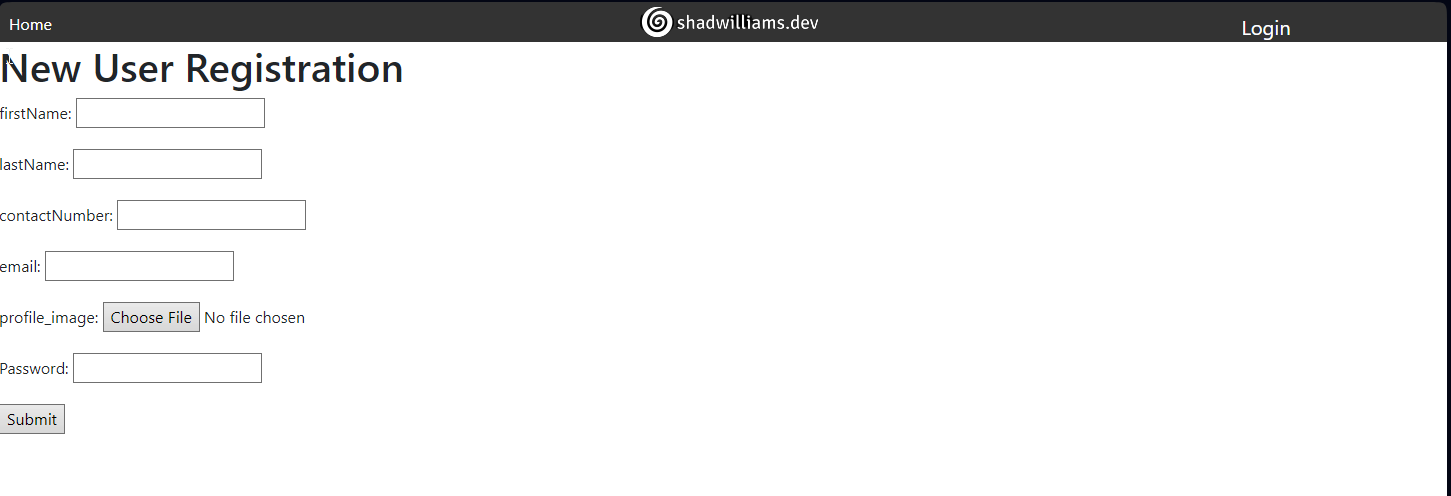 Home shadwilliams.dev Login
New User Registration
firstName:
lastName:
contactNumber:
email:
profile_image: Choose File No file chosen
Password:
Submit